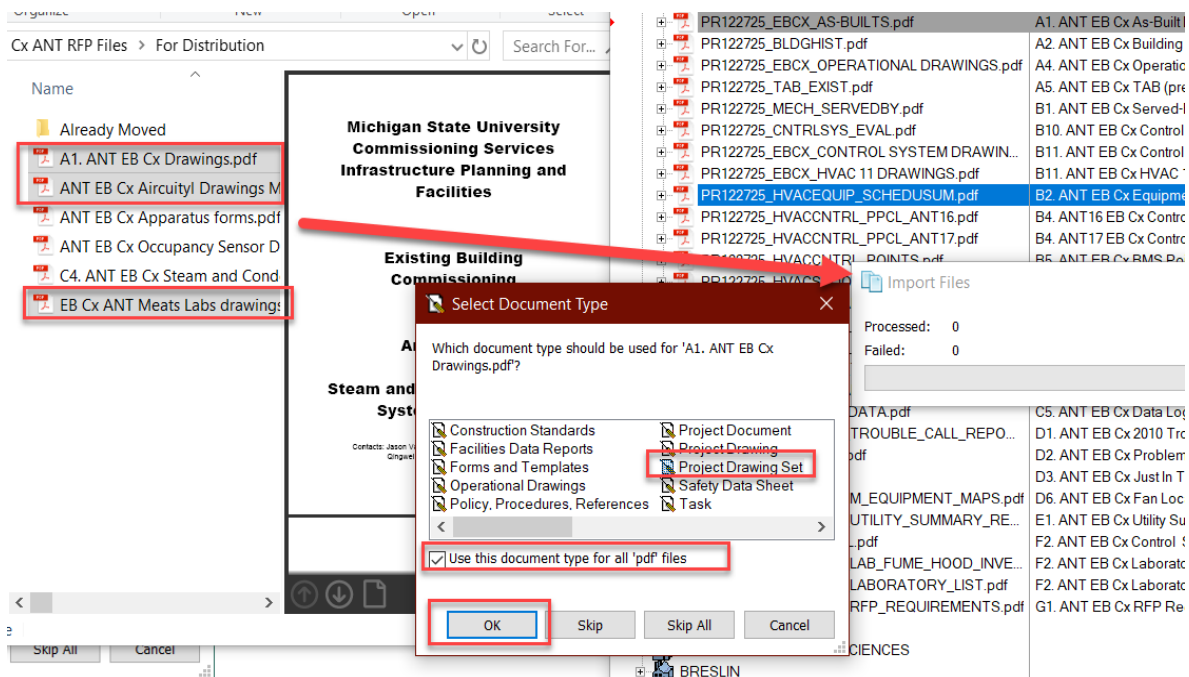 Organize
New
Open
Select
Cx ANT RFP Files > For Distribution
Search For...
Name
Already Moved
A1. ANT EB Cx Drawings.pdf
ANT EB Cx Aircuityl Drawings M
ANT EB Cx Apparatus forms.pdf
ANT EB Cx Occupancy Sensor D
C4. ANT EB Cx Steam and Cond
EB Cx ANT Meats Labs drawings
Skip All
Cancel
Michigan State University
Commissioning Services
Infrastructure Planning and
Facilities
Existing Building
Commissioning
Steam and
Syst
Contacts: Jason Va
Qingwei
PR122725_EBCX_AS-BUILTS.pdf A1. ANT EB Cx As-Built
PR122725_BLDGHIST.pdf A2. ANT EB Cx Building
PR122725_EBCX_OPERATIONAL DRAWINGS.pdf A4. ANT EB Cx Operatio
PR122725_TAB_EXIST.pdf A5. ANT EB Cx TAB (pre
PR122725_MECH_SERVEDBY.pdf B1. ANT EB Cx Served-
PR122725_CNTRLSYS_EVAL.pdf B10. ANT EB Cx Control
PR122725_EBCX_CONTROL SYSTEM DRAWIN... B11. ANT EB Cx Control
PR122725_EBCX_HVAC 11 DRAWINGS.pdf B11. ANT EB Cx HVAC 1
PR122725_HVACEQUIP_SCHEDUSUM.pdf B2. ANT EB Cx Equipme
PR122725_HVACCNTRL_PPCL_ANT16.pdf B4. ANT16 EB Cx Contro
PR122725_HVACCNTRL_PPCL_ANT17.pdf B4. ANT17 EB Cx Contro
PR122725_HVACCNTRL_POINTS.pdf B5. ANT EB Cx BMS Po
Import Files
Processed: 0
Failed: 0
DATA.pdf C5. ANT EB Cx Data Log
TROUBLE_CALL_REPO... D1. ANT EB Cx 2010 Tro
pdf D2. ANT EB Cx Problem
D3. ANT EB Cx Just In T
M_EQUIPMENT_MAPS.pdf D6. ANT EB Cx Fan Loc
UTILITY_SUMMARY_RE... E1. ANT EB Cx Utility Su
.pdf F2. ANT EB Cx Control S
LAB_FUME_HOOD_INVE... F2. ANT EB Cx Laborato
LABORATORY_LIST.pdf F2. ANT EB Cx Laborato
RFP_REQUIREMENTS.pdf G1. ANT EB Cx RFP Re
CIENCES
BRESLIN
Select Document Type
Which document type should be used for 'A1. ANT EB Cx
Drawings.pdf'?
Construction Standards
Facilities Data Reports
Forms and Templates
Operational Drawings
Policy, Procedures, References
Project Document
Project Drawing
Project Drawing Set
Safety Data Sheet
Task
Use this document type for all 'pdf' files
OK
Skip
Skip All
Cancel